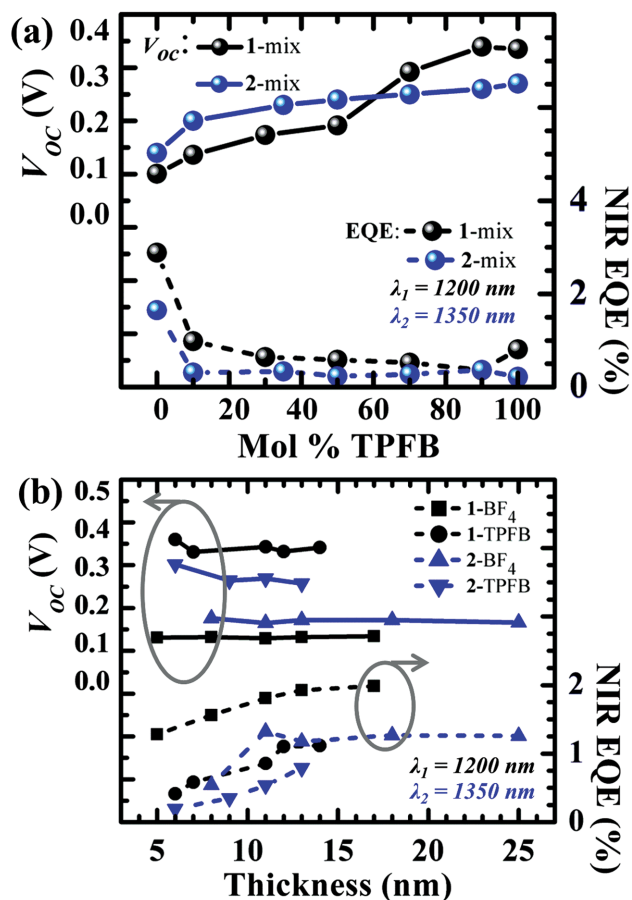 (a)
0.4
0.3
0.2
0.1
0.0
V_OC (V)
V_OC: 1-mix
2-mix
4
2
0
NIR EQE (%)
EQE: 1-mix
2-mix
λ₁ = 1200 nm
λ₂ = 1350 nm
0 20 40 60 80 100
Mol % TPFB
(b)
0.5
0.4
0.3
0.2
0.1
0.0
V_OC (V)
1-BF₄
1-TPFB
2-BF₄
2-TPFB
2
1
0
NIR EQE (%)
λ₁ = 1200 nm
λ₂ = 1350 nm
5 10 15 20 25
Thickness (nm)